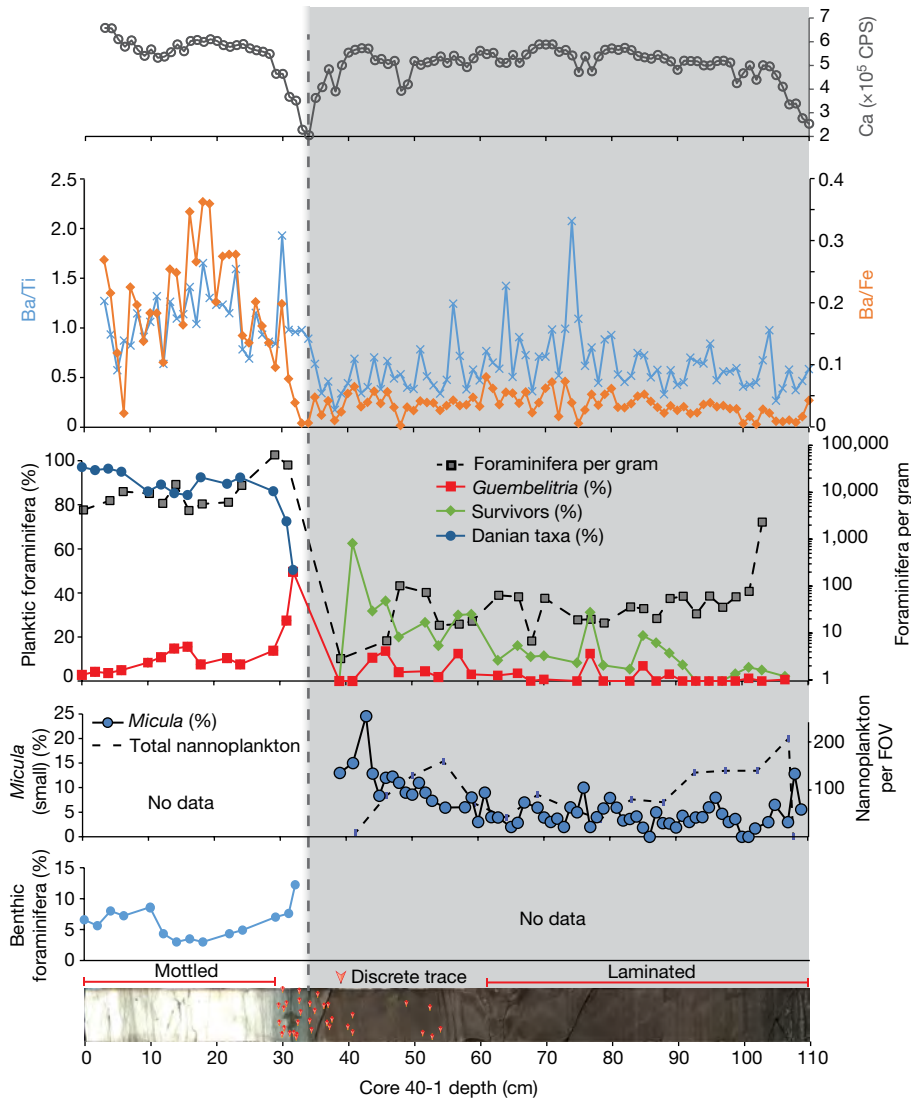 7
6
5
4
3
2
Ca (×10⁵ CPS)
2.5
2.0
1.5
1.0
0.5
0
Ba/Ti
0.4
0.3
0.2
0.1
0
Ba/Fe
100
80
60
40
20
0
Planktic foraminifera (%)
Foraminifera per gram
Guembelitria (%)
Survivors (%)
Danian taxa (%)
100,000
10,000
1,000
100
10
1
Foraminifera per gram
25
20
15
10
5
0
Micula
(small) (%)
Micula (%)
Total nannoplankton
No data
200
100
Nannoplankton
per FOV
15
10
5
0
Benthic
foraminifera (%)
No data
Mottled
Discrete trace
Laminated
0 10 20 30 40 50 60 70 80 90 100 110
Core 40-1 depth (cm)